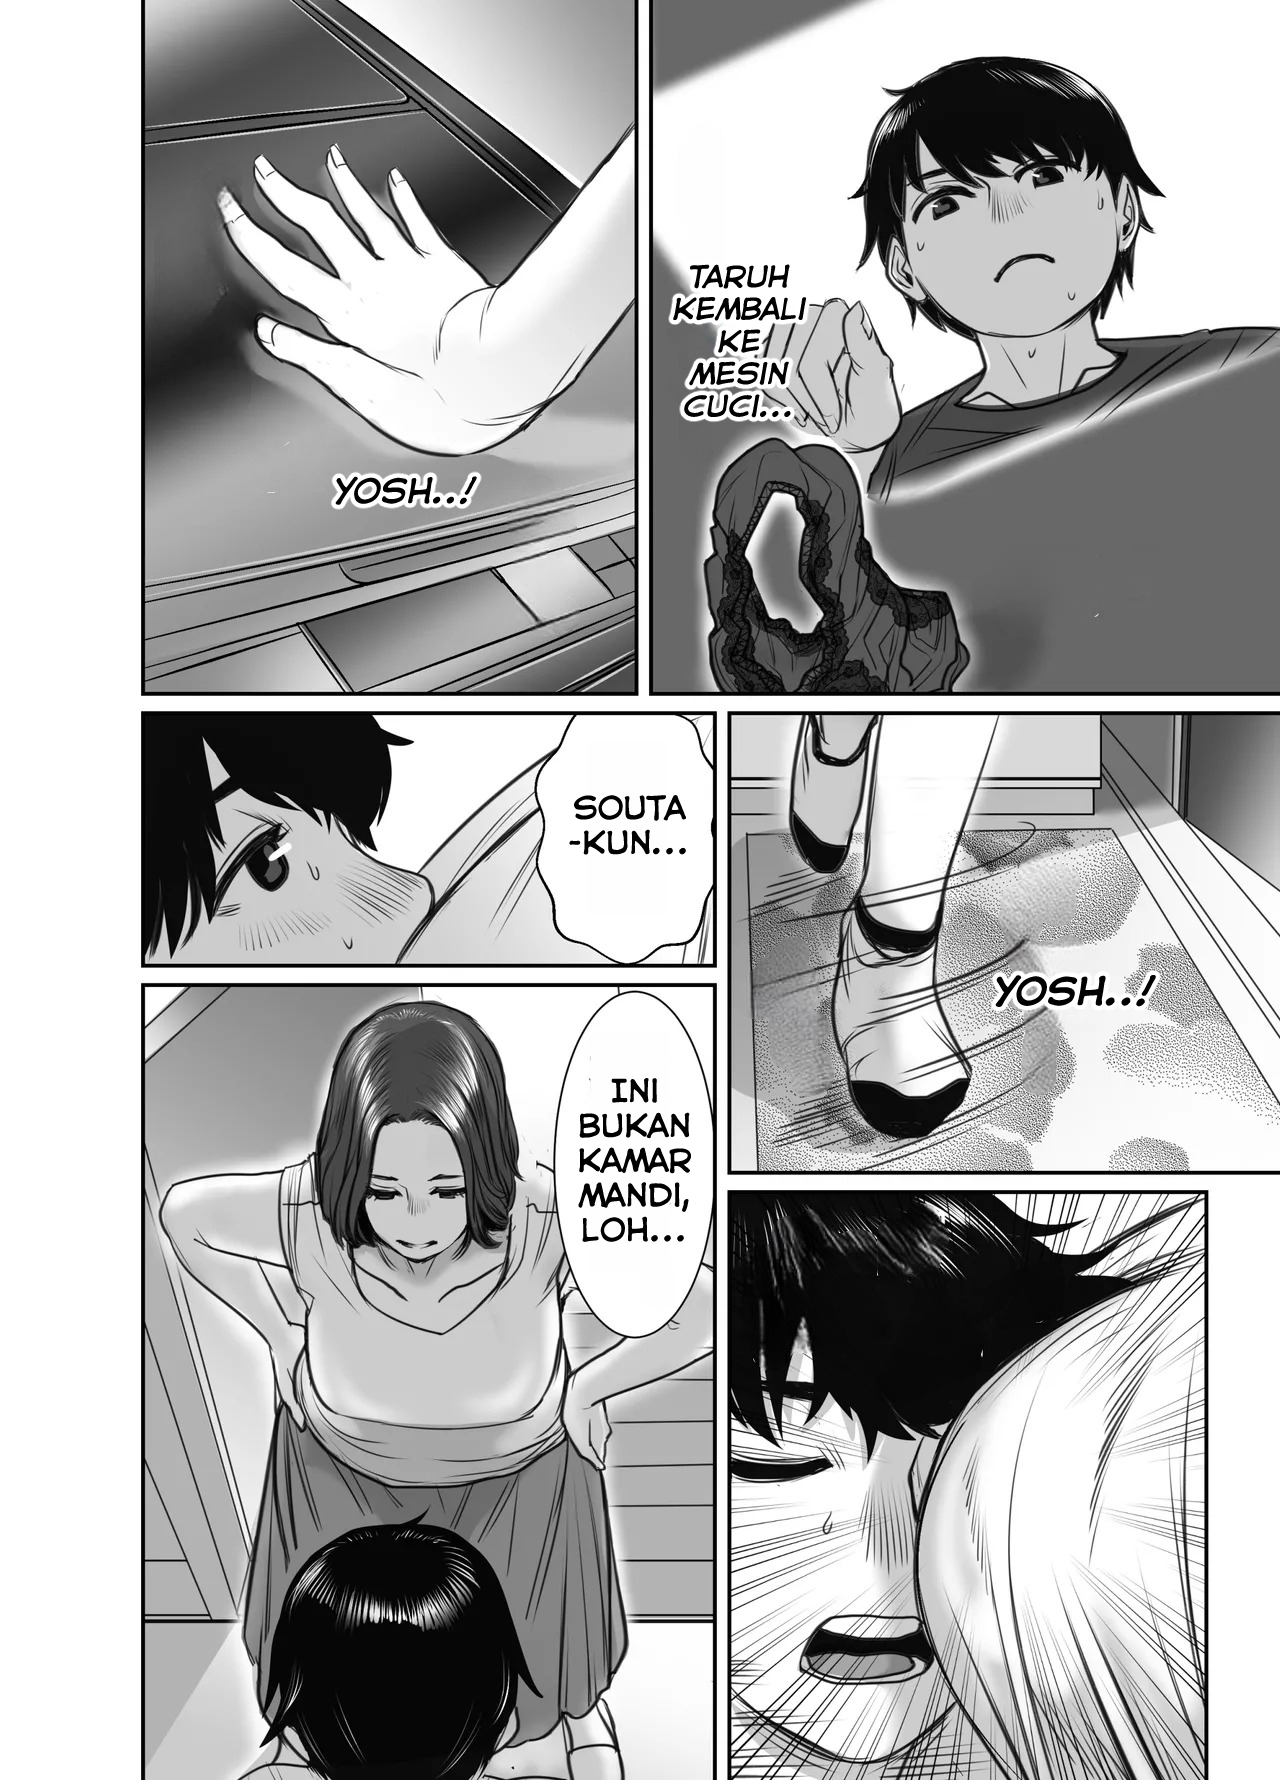 TARUH
KEMBALI
KE
MESIN
CUCI...
YOSH..!
YOSH..!
SOUTA
-KUN...
INI
BUKAN
KAMAR
MANDI,
LOH...